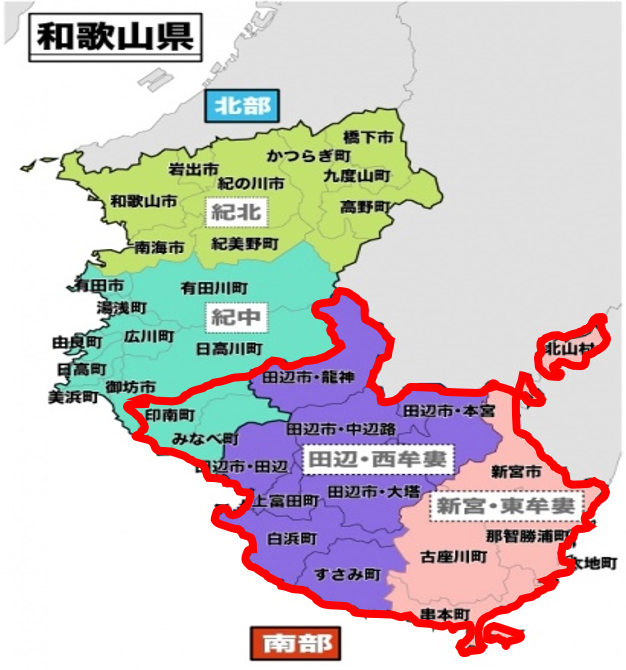 和歌山県
北部
橋下市
かつらぎ町
岩出市
九度山町
紀の川市
和歌山市
紀北
高野町
南海市
紀美野町
有田市
有田川町
湯浅町
紀中
広川町
由良町
日高川町
北山村
日高町
田辺市・龍神
御坊市
美浜町
印南町
田辺市・本宮
田辺市・中辺路
みなべ町
田辺・西牟妻
田辺市・田辺
新宮市
田辺市・大塔
上富田町
新宮・東牟妻
白浜町
那智勝浦町
古座川町
太地町
すさみ町
串本町
南部